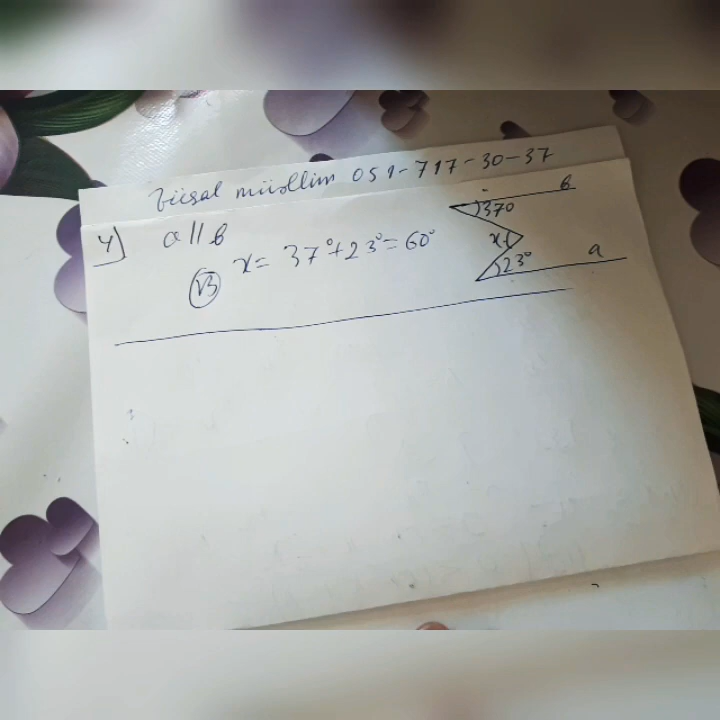 Vüsal müəllim 051-717-30-37
4) a || b
x = 37° + 23° = 60°
B
b
37°
x
23°
a